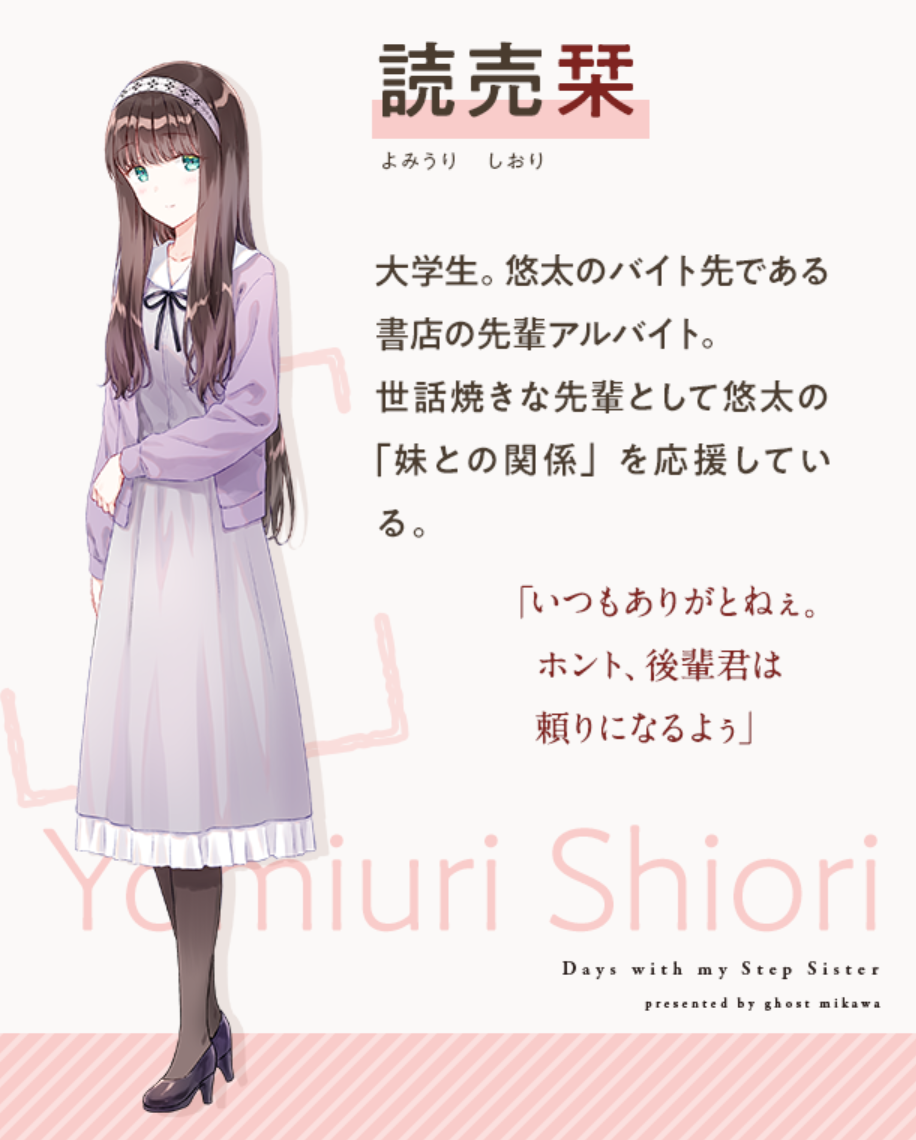 読売栞
よみうり しおり
大学生。悠太のバイト先である
書店の先輩アルバイト。
世話焼きな先輩として悠太の
「妹との関係」を応援してい
る。
「いつもありがとねぇ。
ホント、後輩君は
頼りになるよぅ」
Yomiuri Shiori
Days with my Step Sister
presented by ghost mikawa